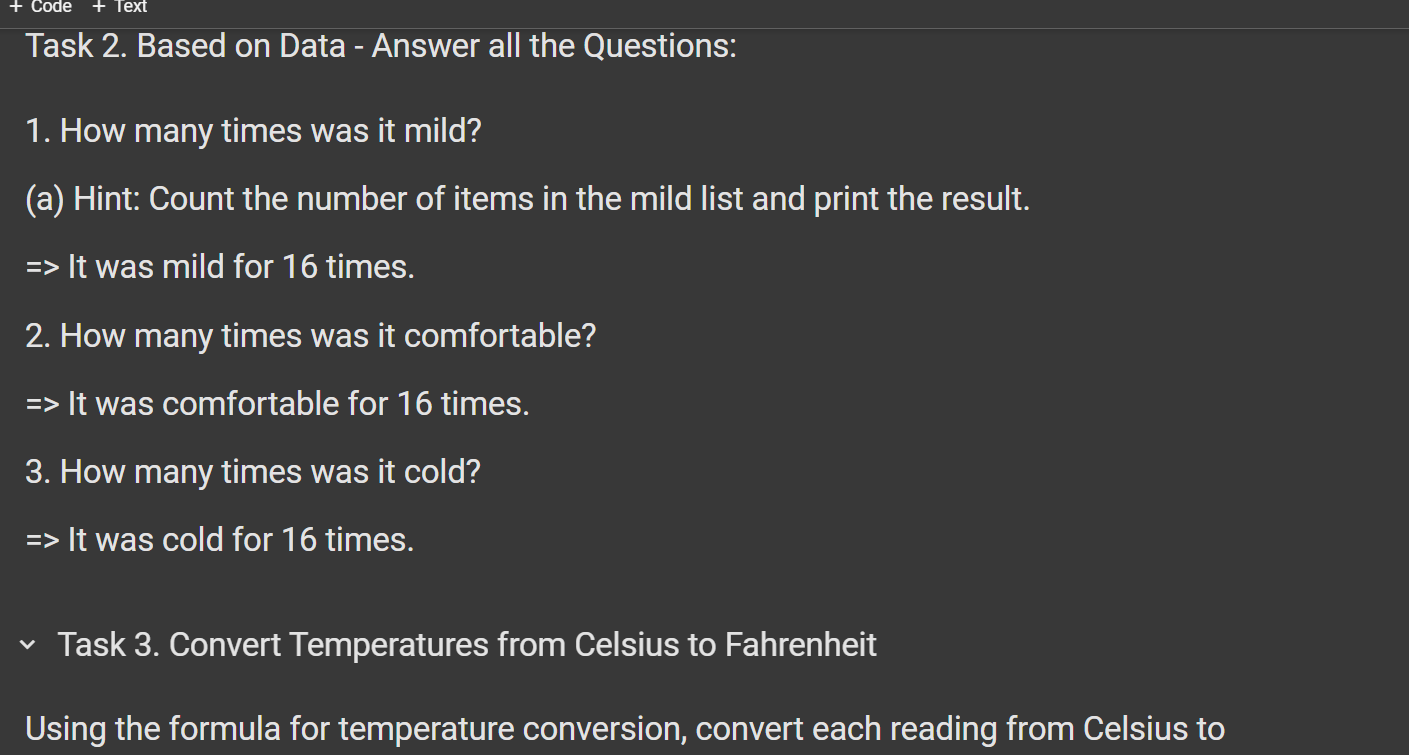 + Code + Text
Task 2. Based on Data - Answer all the Questions:
1. How many times was it mild?
(a) Hint: Count the number of items in the mild list and print the result.
=> It was mild for 16 times.
2. How many times was it comfortable?
=> It was comfortable for 16 times.
3. How many times was it cold?
=> It was cold for 16 times.
Task 3. Convert Temperatures from Celsius to Fahrenheit
Using the formula for temperature conversion, convert each reading from Celsius to